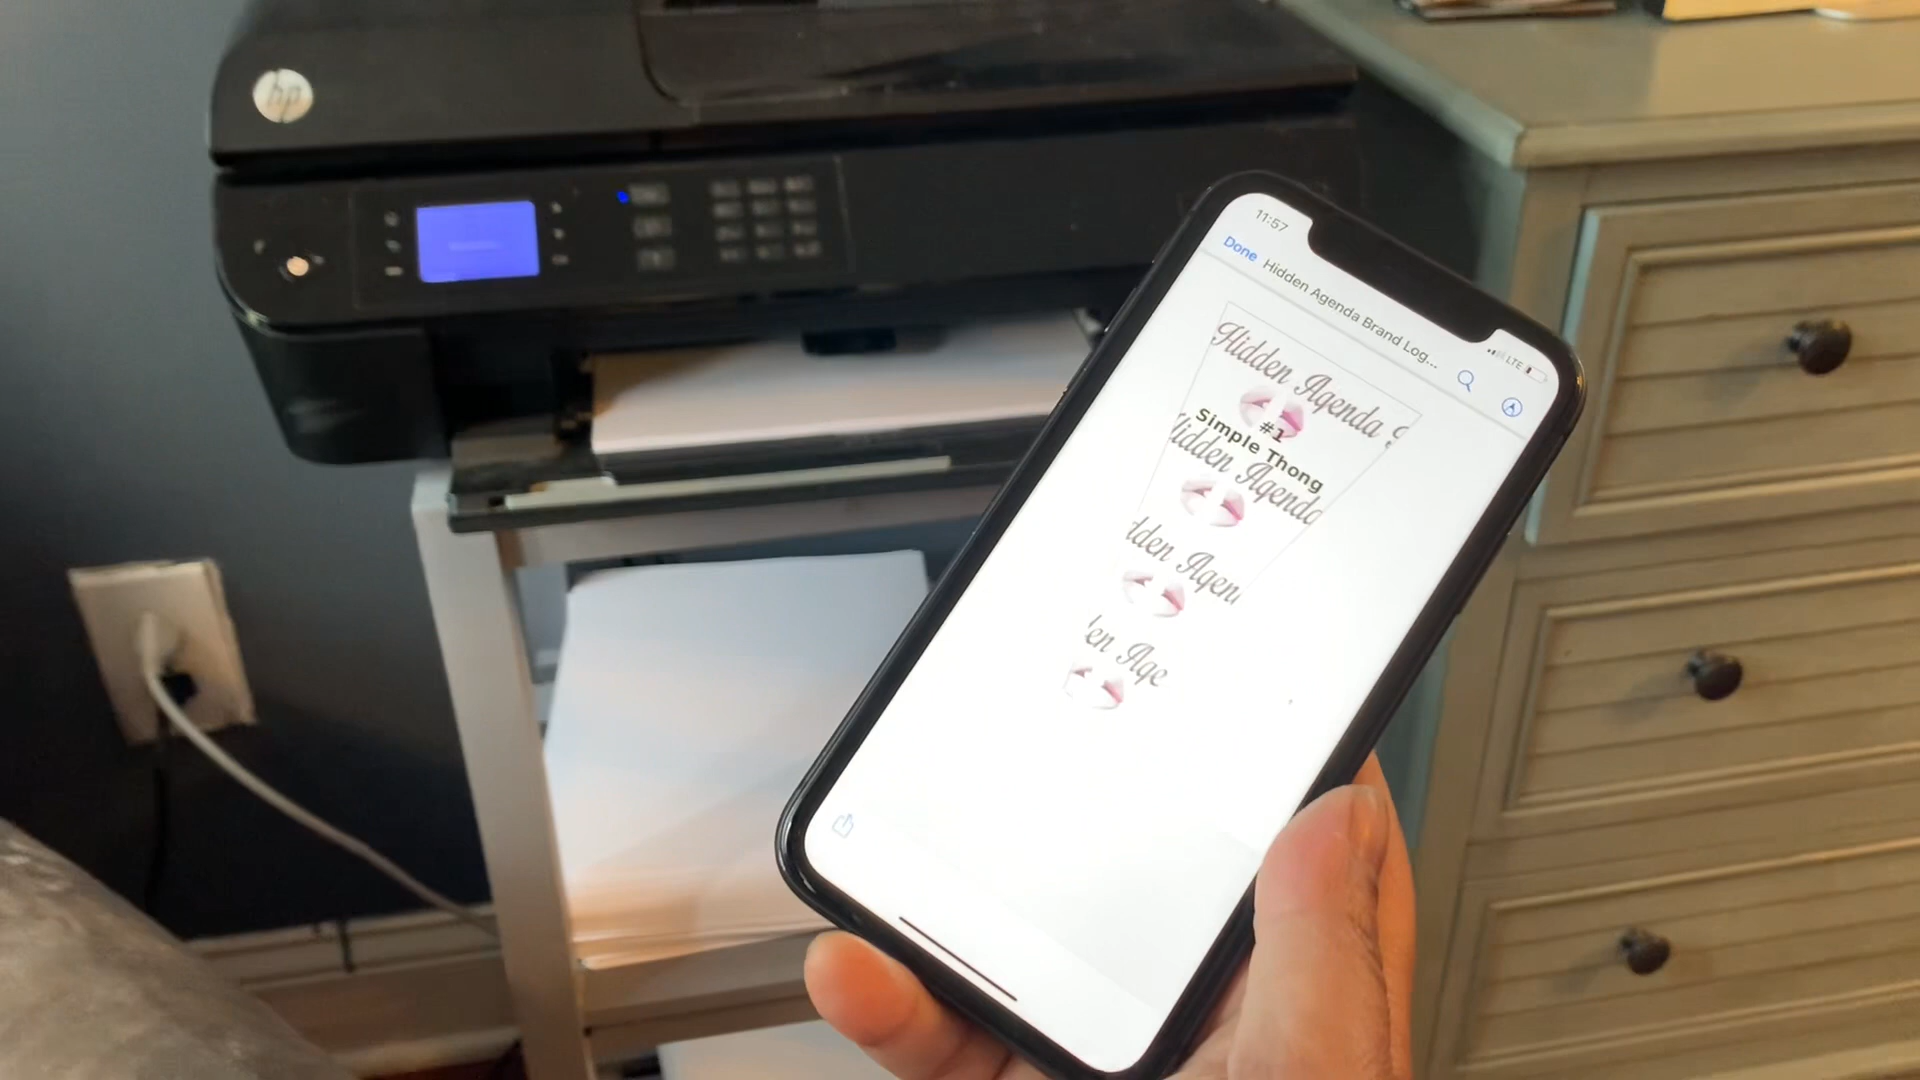 hp
11:57
LTE
Done Hidden Agenda Brand Log...
Hidden Agenda
#1
Simple Thong
Hidden Agenda
dden Agen
en Age